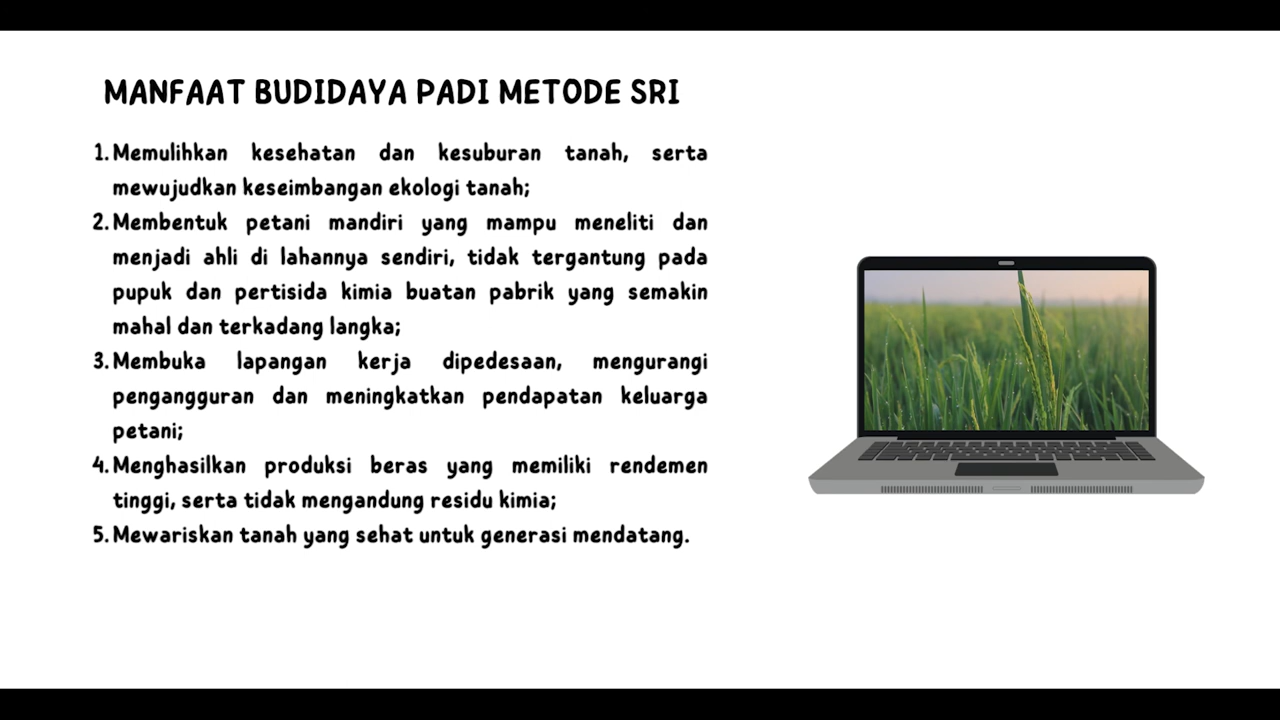 MANFAAT BUDIDAYA PADI METODE SRI
1. Memulihkan kesehatan dan kesuburan tanah, serta
mewujudkan keseimbangan ekologi tanah;
2. Membentuk petani mandiri yang mampu meneliti dan
menjadi ahli di lahannya sendiri, tidak tergantung pada
pupuk dan pertisida kimia buatan pabrik yang semakin
mahal dan terkadang langka;
3. Membuka lapangan kerja dipedesaan, mengurangi
pengangguran dan meningkatkan pendapatan keluarga
petani;
4. Menghasilkan produksi beras yang memiliki rendemen
tinggi, serta tidak mengandung residu kimia;
5. Mewariskan tanah yang sehat untuk generasi mendatang.